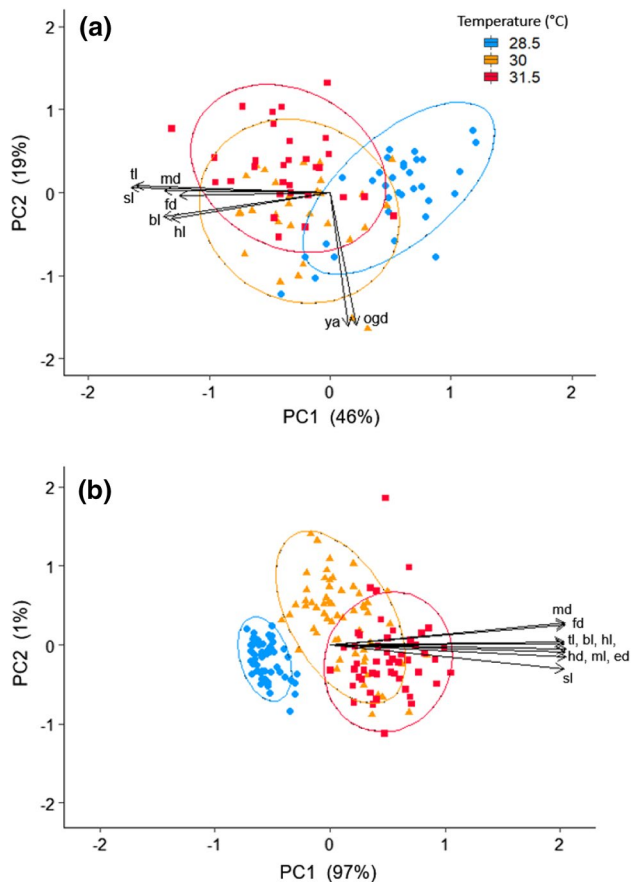 (a)
Temperature (°C)
28.5
30
31.5
PC2 (19%)
2
1
0
-1
-2
tl
md
sl
fd
bl
hl
ya
ogd
-2
-1
0
1
2
PC1 (46%)
(b)
PC2 (1%)
2
1
0
-1
-2
md
fd
tl, bl, hl,
hd, ml, ed
sl
-2
-1
0
1
2
PC1 (97%)